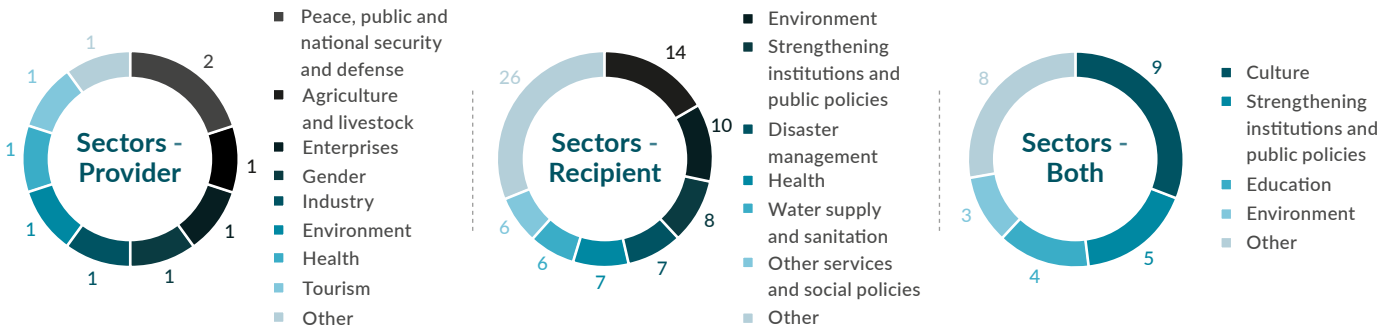 Sectors -
Provider
2
1
1
1
1
1
1
1
1
Peace, public and
national security
and defense
Agriculture
and livestock
Enterprises
Gender
Industry
Environment
Health
Tourism
Other
Sectors -
Recipient
14
10
8
7
7
6
6
26
Environment
Strengthening
institutions and
public policies
Disaster
management
Health
Water supply
and sanitation
Other services
and social policies
Other
Sectors -
Both
9
5
4
3
8
Culture
Strengthening
institutions and
public policies
Education
Environment
Other